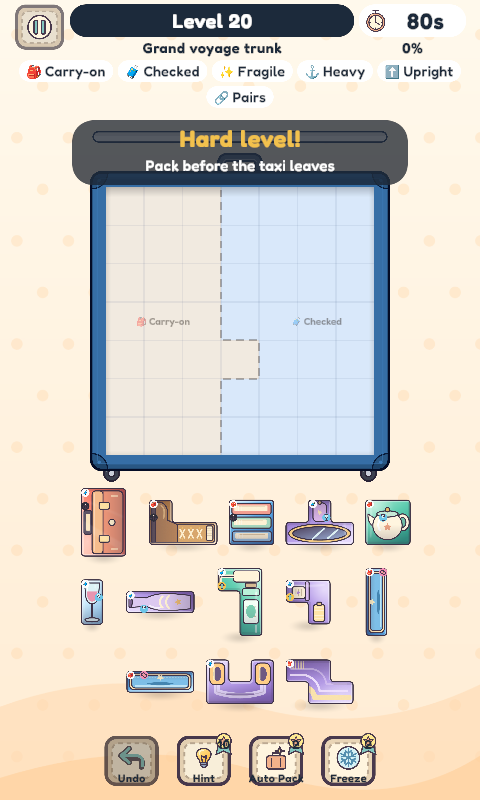 Level 20
80s
Grand voyage trunk
0%
Carry-on
Checked
Fragile
Heavy
Upright
Pairs
Hard level!
Pack before the taxi leaves
Carry-on
Checked
XXX
Undo
Hint
Auto Pack
Freeze